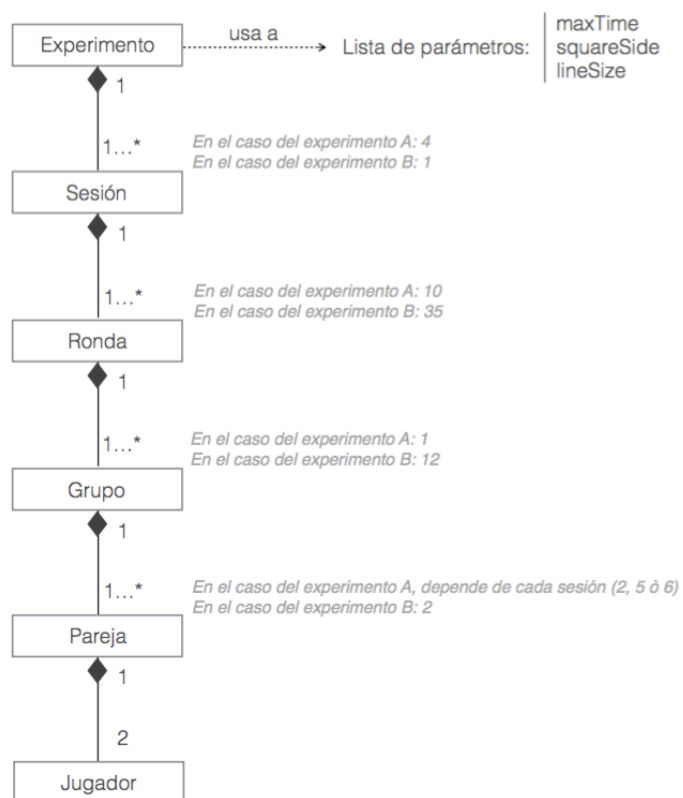 Experimento
usa a
Lista de parámetros:
maxTime
squareSide
lineSize
1
1...*
En el caso del experimento A: 4
En el caso del experimento B: 1
Sesión
1
1...*
En el caso del experimento A: 10
En el caso del experimento B: 35
Ronda
1
1...*
En el caso del experimento A: 1
En el caso del experimento B: 12
Grupo
1
1...*
En el caso del experimento A, depende de cada sesión (2, 5 ò 6)
En el caso del experimento B: 2
Pareja
1
2
Jugador